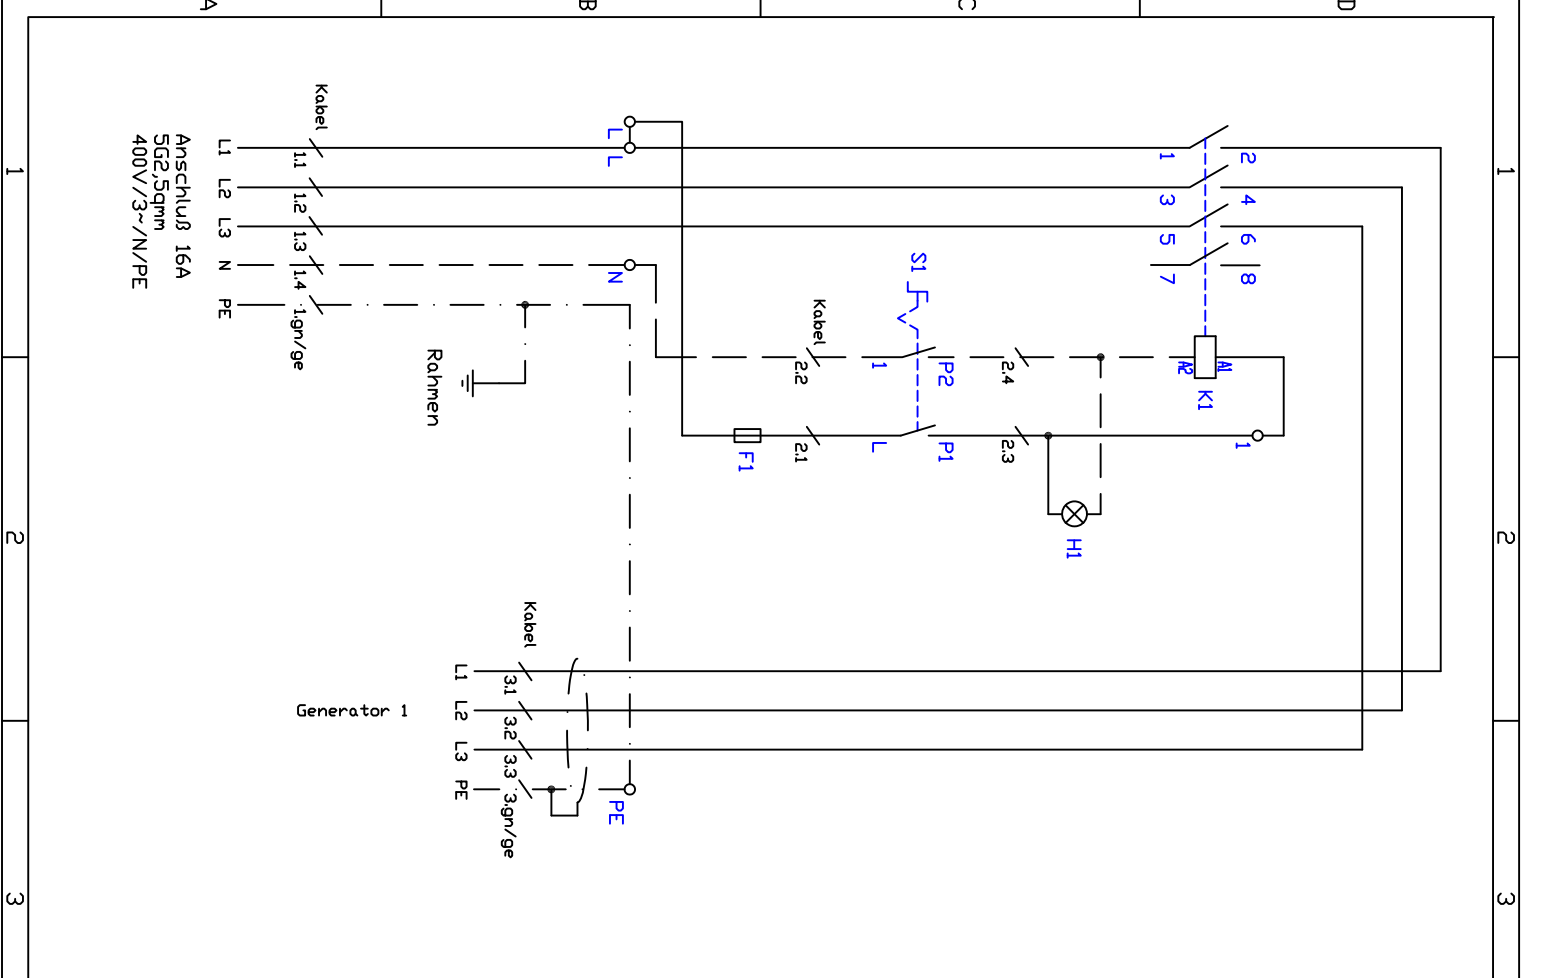 A
B
C
D
1
2
3
1
2
3
Kabel
Anschluß 16A
5G2,5qmm
400V/3~/N/PE
L1
L2
L3
N
PE
1.1
1.2
1.3
1.4
1.gn/ge
L
L
N
Rahmen
1
2
3
4
5
6
7
8
S1
Kabel
2.2
1
P2
2.4
A2
A1
K1
F1
2.1
L
P1
2.3
1
H1
Kabel
Generator 1
L1
L2
L3
PE
3.1
3.2
3.3
3.gn/ge
PE